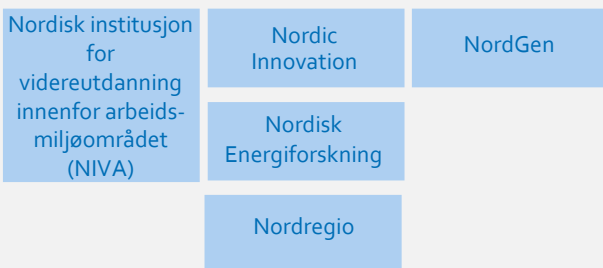 Nordisk institusjon
for
videreutdanning
innenfor arbeids-
miljøområdet
(NIVA)
Nordic
Innovation
NordGen
Nordisk
Energiforskning
Nordregio